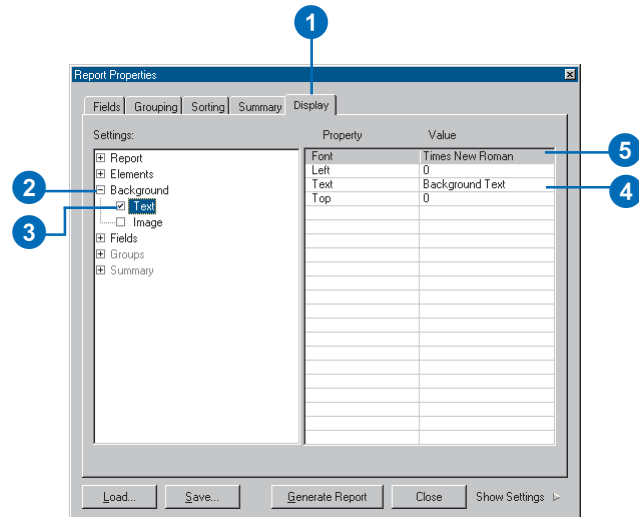 1
Report Properties
Fields Grouping Sorting Summary Display
Settings:
Property Value
Report
Elements
Background
Text
Image
Fields
Groups
Summary
Font Times New Roman
Left 0
Text Background Text
Top 0
2
3
5
4
Load... Save... Generate Report Close Show Settings